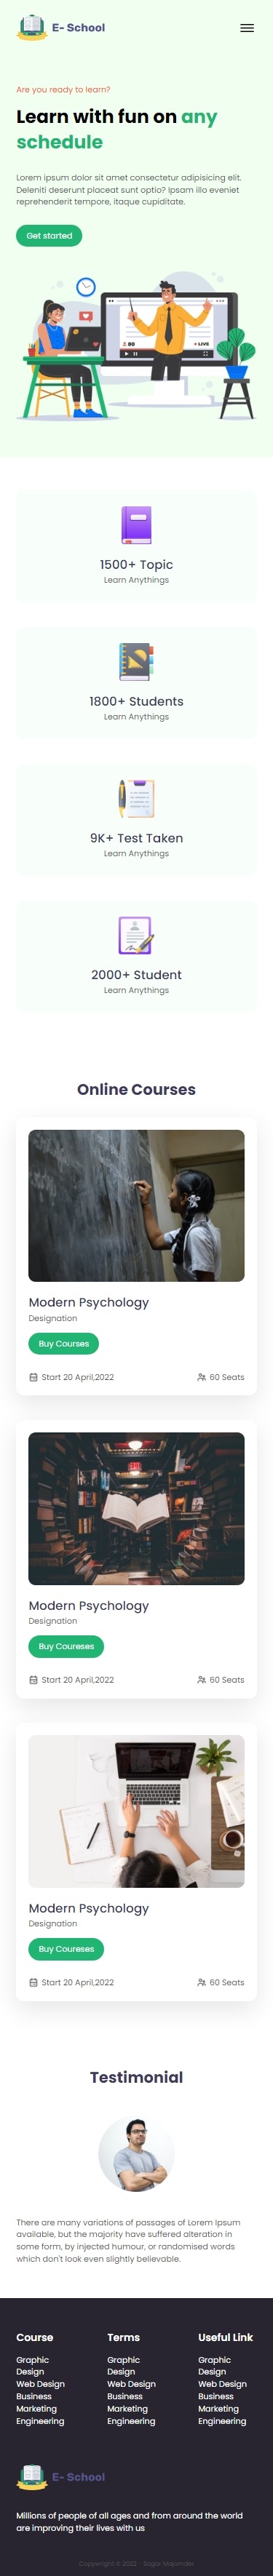 E- School
Are you ready to learn?
Learn with fun on any
schedule
Lorem ipsum dolor sit amet consectetur adipisicing elit.
Deleniti deserunt placeat sunt optio? Ipsam illo eveniet
reprehenderit tempore, itaque cupiditate.
Get started
80
LIVE
1500+ Topic
Learn Anythings
1800+ Students
Learn Anythings
9K+ Test Taken
Learn Anythings
2000+ Student
Learn Anythings
Online Courses
Modern Psychology
Designation
Buy Courses
Start 20 April,2022 60 Seats
Modern Psychology
Designation
Buy Coureses
Start 20 April,2022 60 Seats
Modern Psychology
Designation
Buy Coureses
Start 20 April,2022 60 Seats
Testimonial
There are many variations of passages of Lorem Ipsum
available, but the majority have suffered alteration in
some form, by injected humour, or randomised words
which don't look even slightly believable.
Course Terms Useful Link
Graphic Graphic Graphic
Design Design Design
Web Design Web Design Web Design
Business Business Business
Marketing Marketing Marketing
Engineering Engineering Engineering
E- School
Millions of people of all ages and from around the world
are improving their lives with us
© 2022